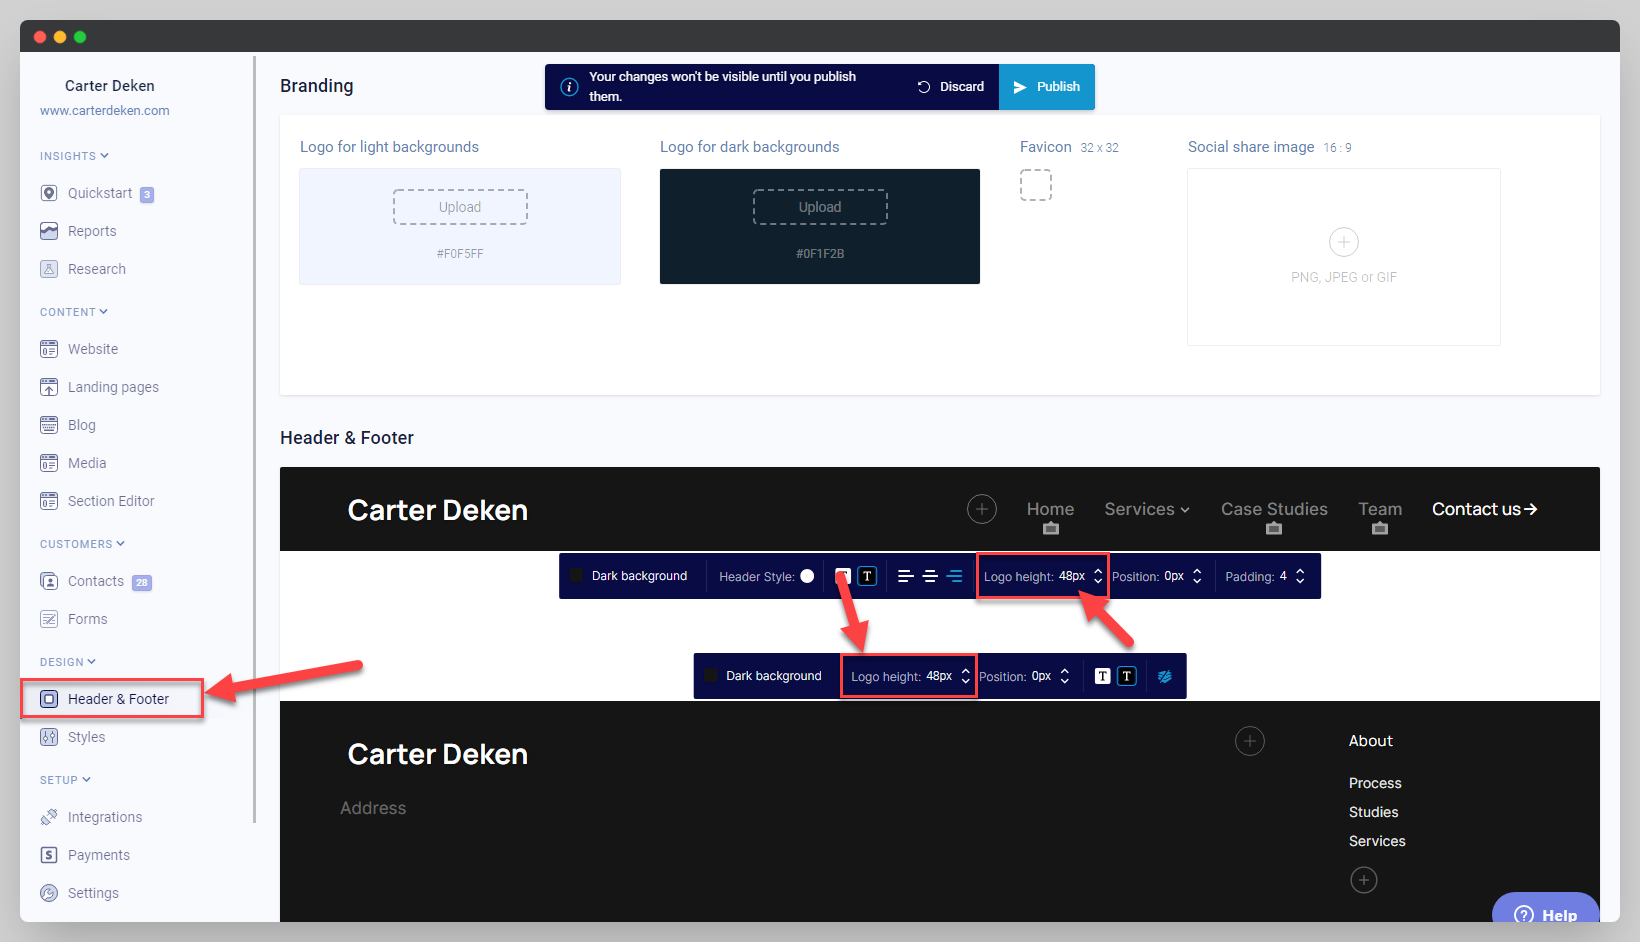 Carter Deken
www.carterdeken.com
INSIGHTS
Quickstart 3
Reports
Research
CONTENT
Website
Landing pages
Blog
Media
Section Editor
CUSTOMERS
Contacts 28
Forms
DESIGN
Header & Footer
Styles
SETUP
Integrations
Payments
Settings
Branding
Your changes won't be visible until you publish
them.
Discard
Publish
Logo for light backgrounds
Upload
#F0F5FF
Logo for dark backgrounds
Upload
#0F1F2B
Favicon 32 x 32
Social share image 16 : 9
PNG, JPEG or GIF
Header & Footer
Carter Deken
Home
Services
Case Studies
Team
Contact us
Dark background
Header Style:
T
T
Logo height: 48px
Position: 0px
Padding: 4
Dark background
Logo height: 48px
Position: 0px
T
T
Carter Deken
Address
About
Process
Studies
Services
Help